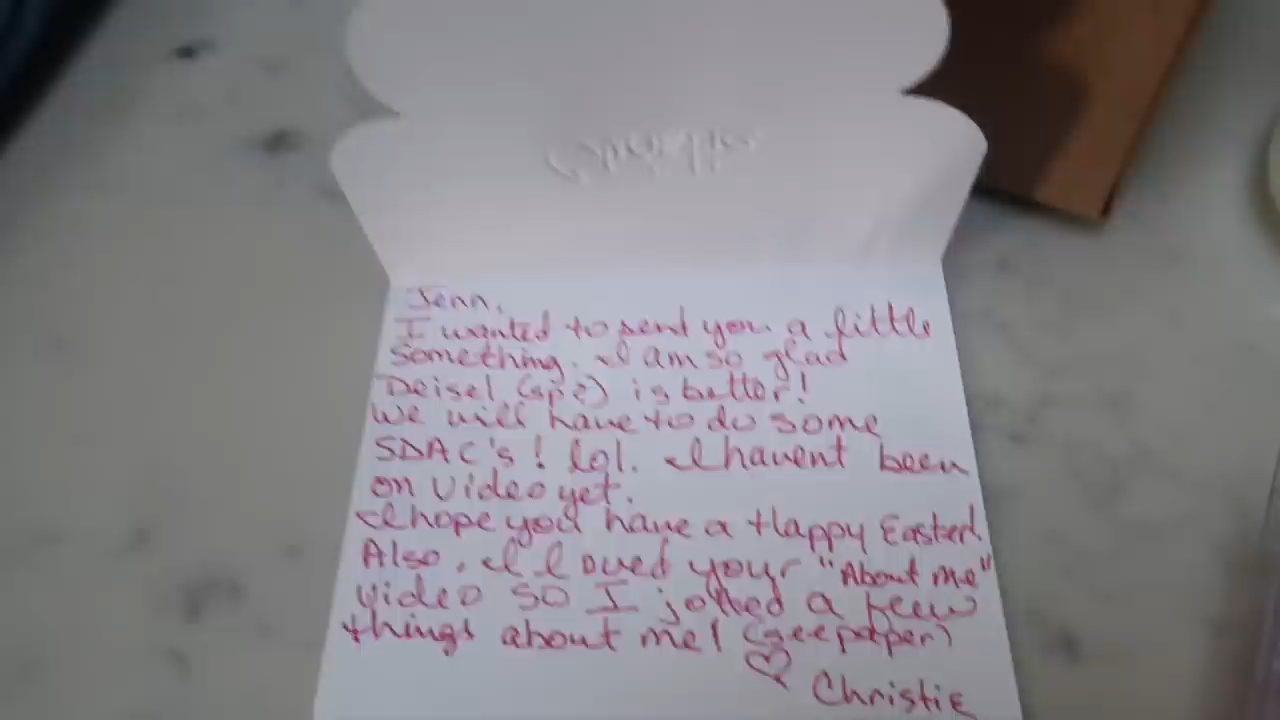 Jenn,
I wanted to send you a little
something. I am so glad
Deisel (sp?) is better!
We will have to do some
SDAC's! lol. I havent been
on video yet.
I hope you have a Happy Easter!
Also, I Loved your "About me"
video so I jotted a few
things about me! (see paper)
♡ Christie